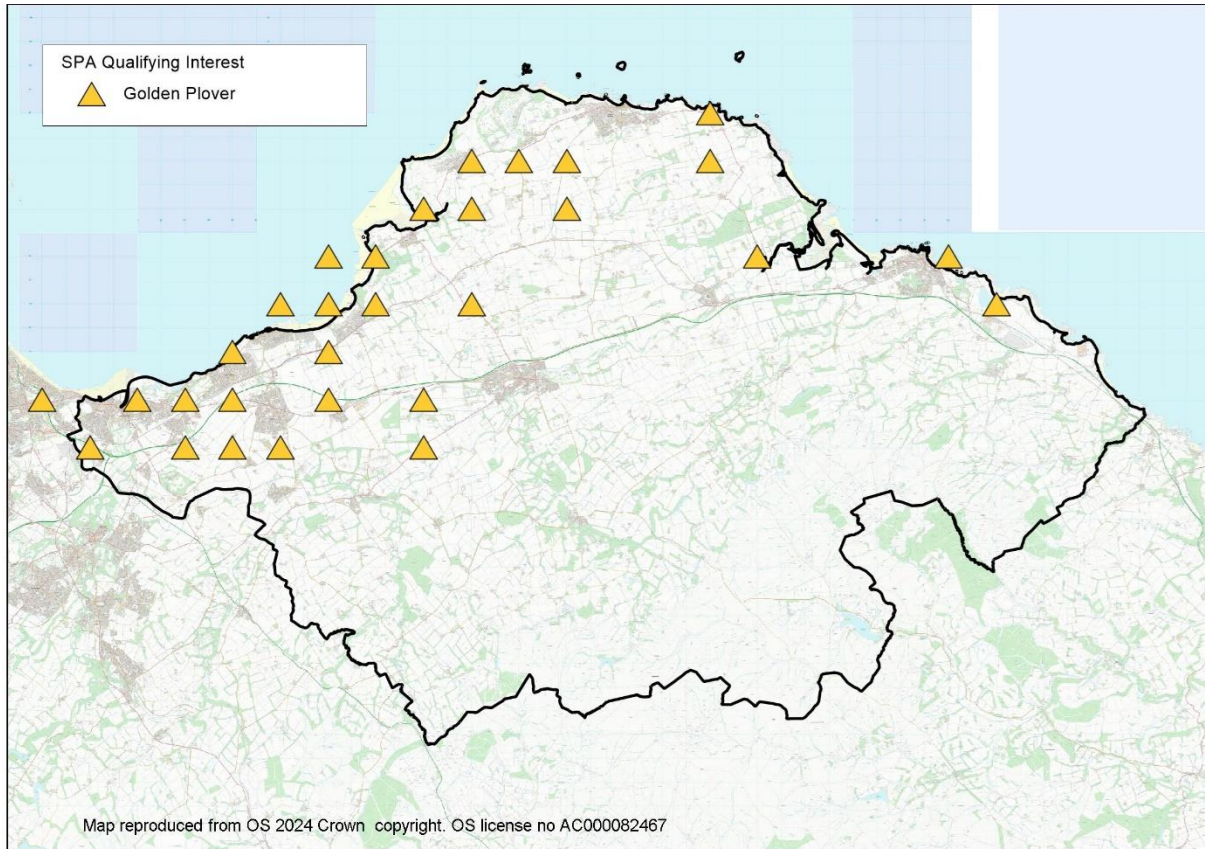 SPA Qualifying Interest
Golden Plover
Map reproduced from OS 2024 Crown copyright. OS license no AC000082467